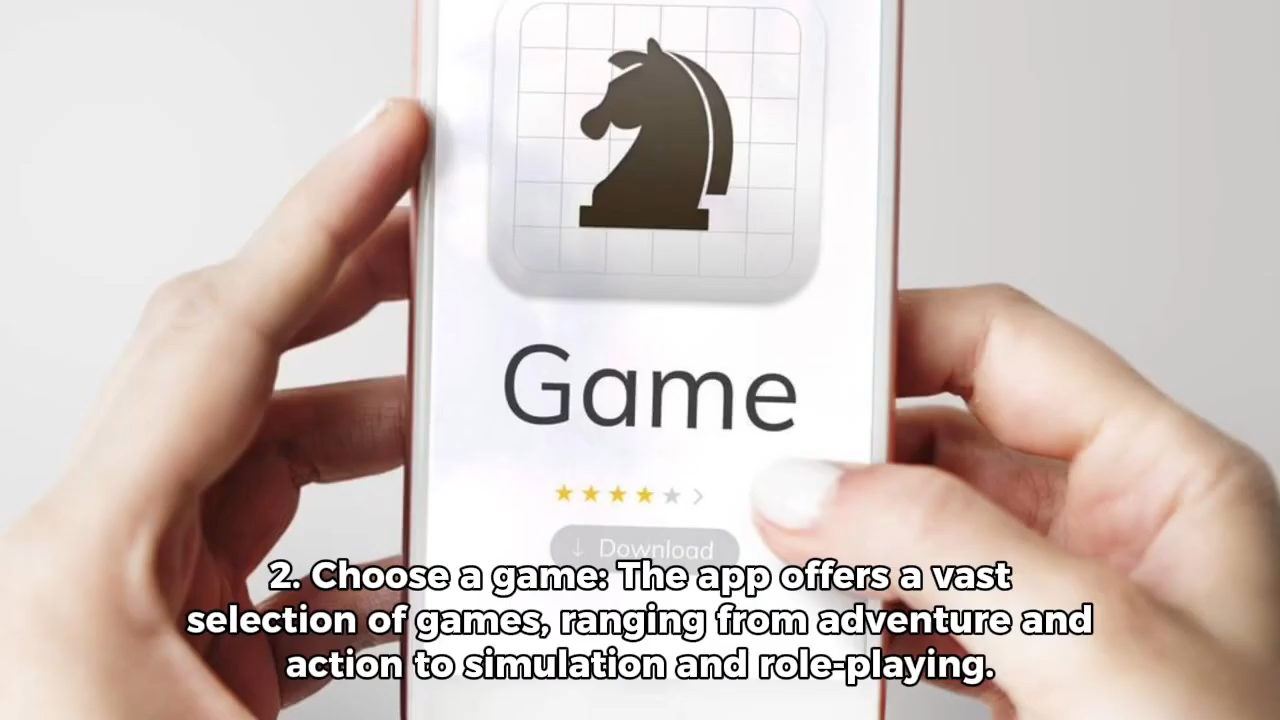 Game
Download
2. Choose a game: The app offers a vast
selection of games, ranging from adventure and
action to simulation and role-playing.